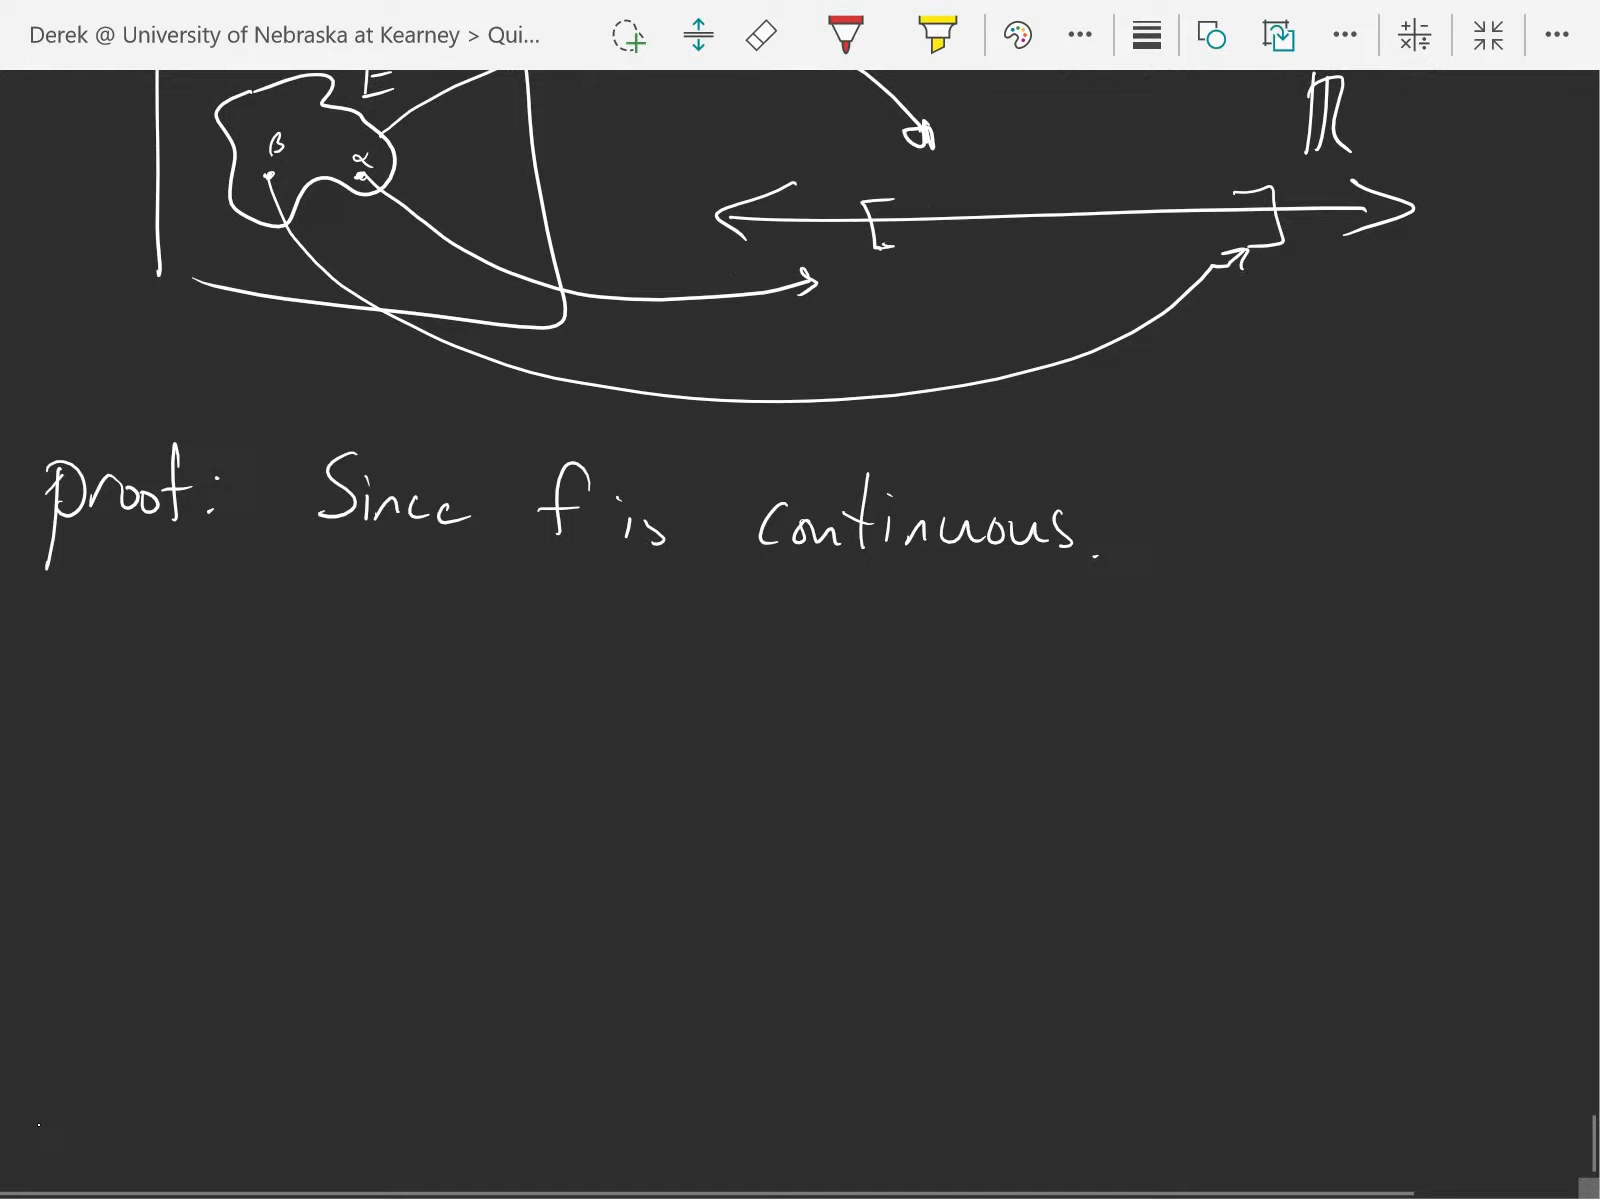 Derek @ University of Nebraska at Kearney > Qui...
E
ℝ
β
α
[ ]
proof: Since f is continuous.